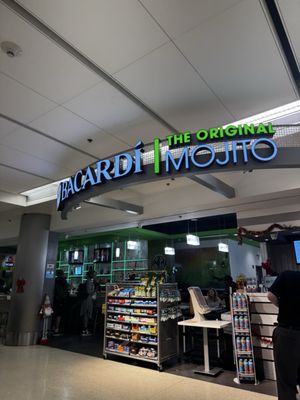 BACARDÍ
THE ORIGINAL
MOJITO